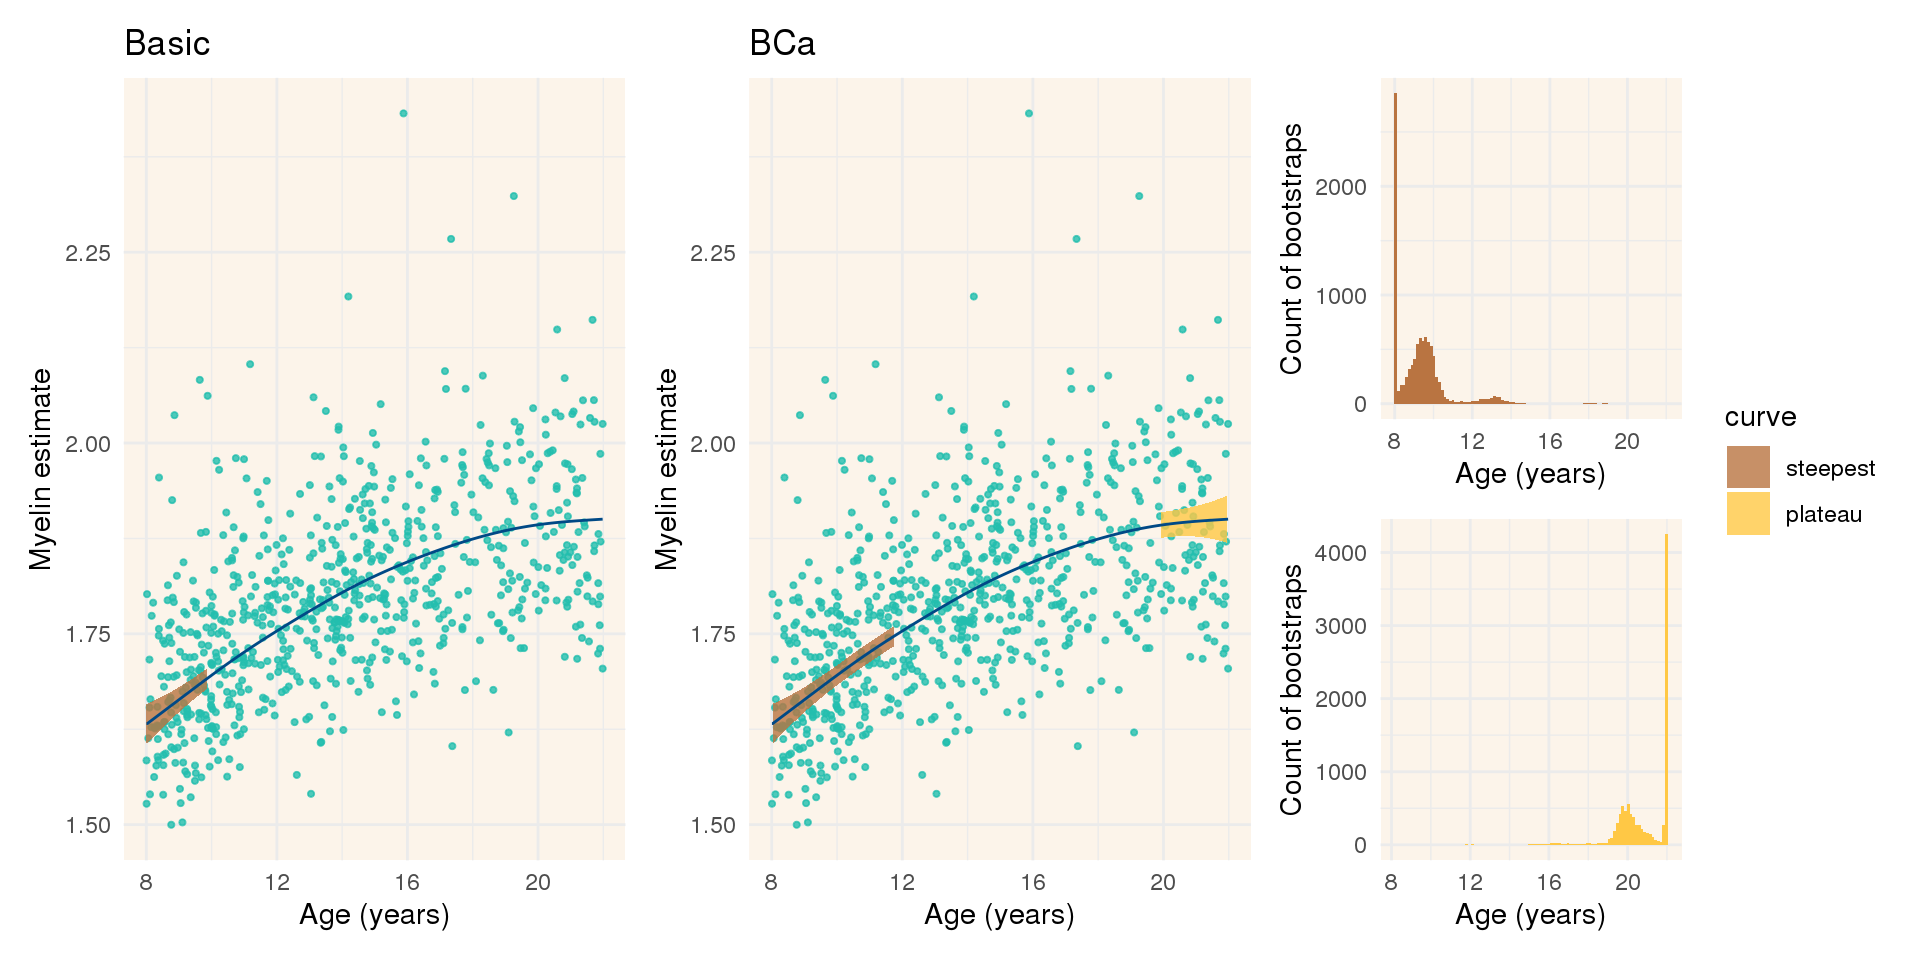 Basic
Myelin estimate
2.25
2.00
1.75
1.50
8 12 16 20
Age (years)
BCa
Myelin estimate
2.25
2.00
1.75
1.50
8 12 16 20
Age (years)
Count of bootstraps
2000
1000
0
8 12 16 20
Age (years)
Count of bootstraps
4000
3000
2000
1000
0
8 12 16 20
Age (years)
curve
steepest
plateau